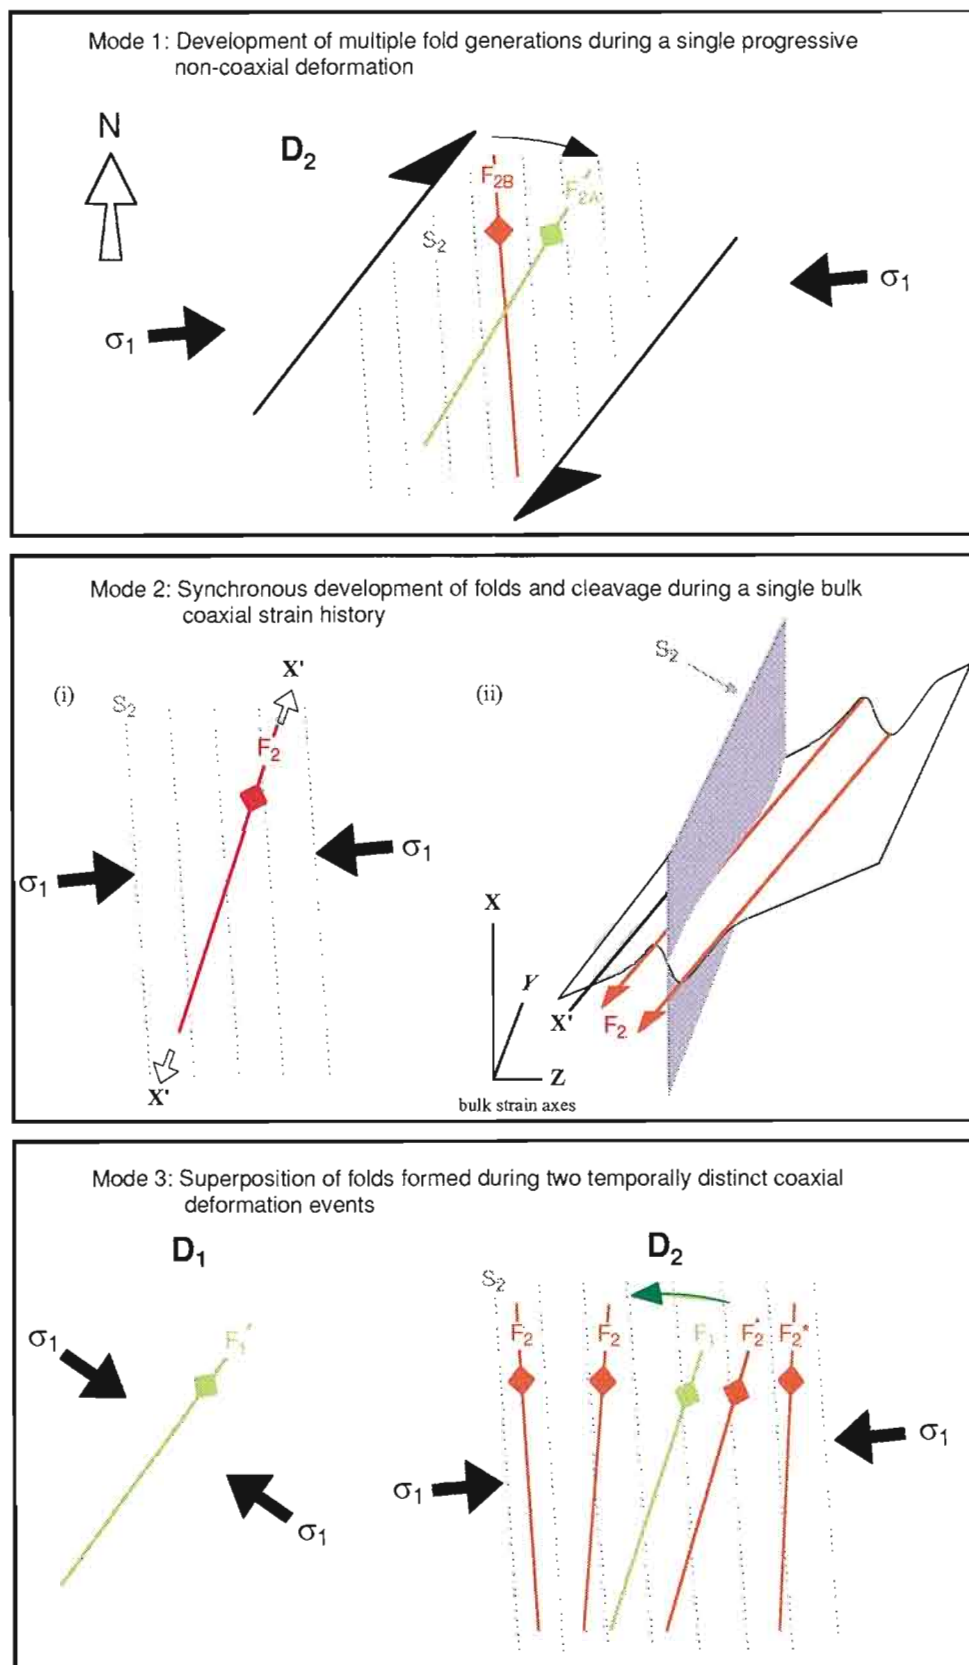 Mode 1: Development of multiple fold generations during a single progressive
non-coaxial deformation
N
D₂
F₂B
F₂A
S₂
σ₁
σ₁
Mode 2: Synchronous development of folds and cleavage during a single bulk
coaxial strain history
(i)
S₂
X'
F₂
σ₁
σ₁
X'
(ii)
S₂
X
Y
Z
X'
F₂
bulk strain axes
Mode 3: Superposition of folds formed during two temporally distinct coaxial
deformation events
D₁
F₁
σ₁
σ₁
D₂
S₂
F₂ F₂ F₁ F₂* F₂*
σ₁
σ₁